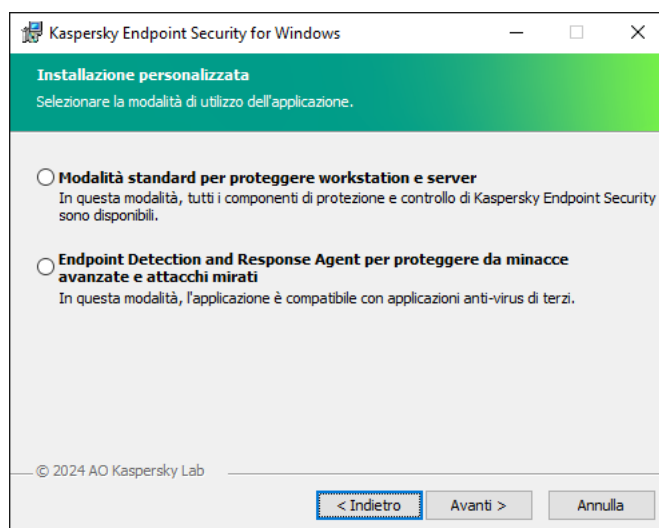 Kaspersky Endpoint Security for Windows
Installazione personalizzata
Selezionare la modalità di utilizzo dell'applicazione.
Modalità standard per proteggere workstation e server
In questa modalità, tutti i componenti di protezione e controllo di Kaspersky Endpoint Security
sono disponibili.
Endpoint Detection and Response Agent per proteggere da minacce
avanzate e attacchi mirati
In questa modalità, l'applicazione è compatibile con applicazioni anti-virus di terzi.
© 2024 AO Kaspersky Lab
< Indietro Avanti > Annulla